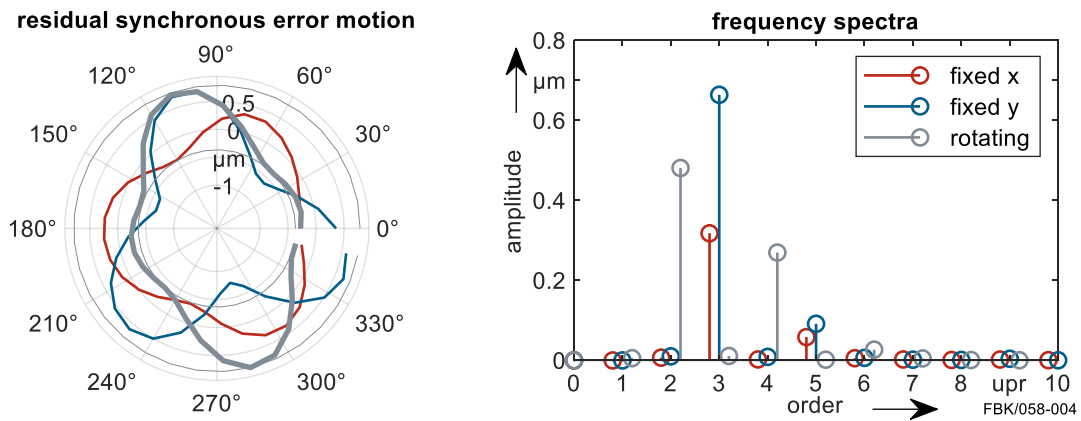 residual synchronous error motion
90°
120°
60°
150°
30°
180°
0°
210°
330°
240°
300°
270°
0.5
0
µm
-1
frequency spectra
0.8
µm
0.6
0.4
0.2
0
amplitude
fixed x
fixed y
rotating
0 1 2 3 4 5 6 7 8 upr 10
order
FBK/058-004